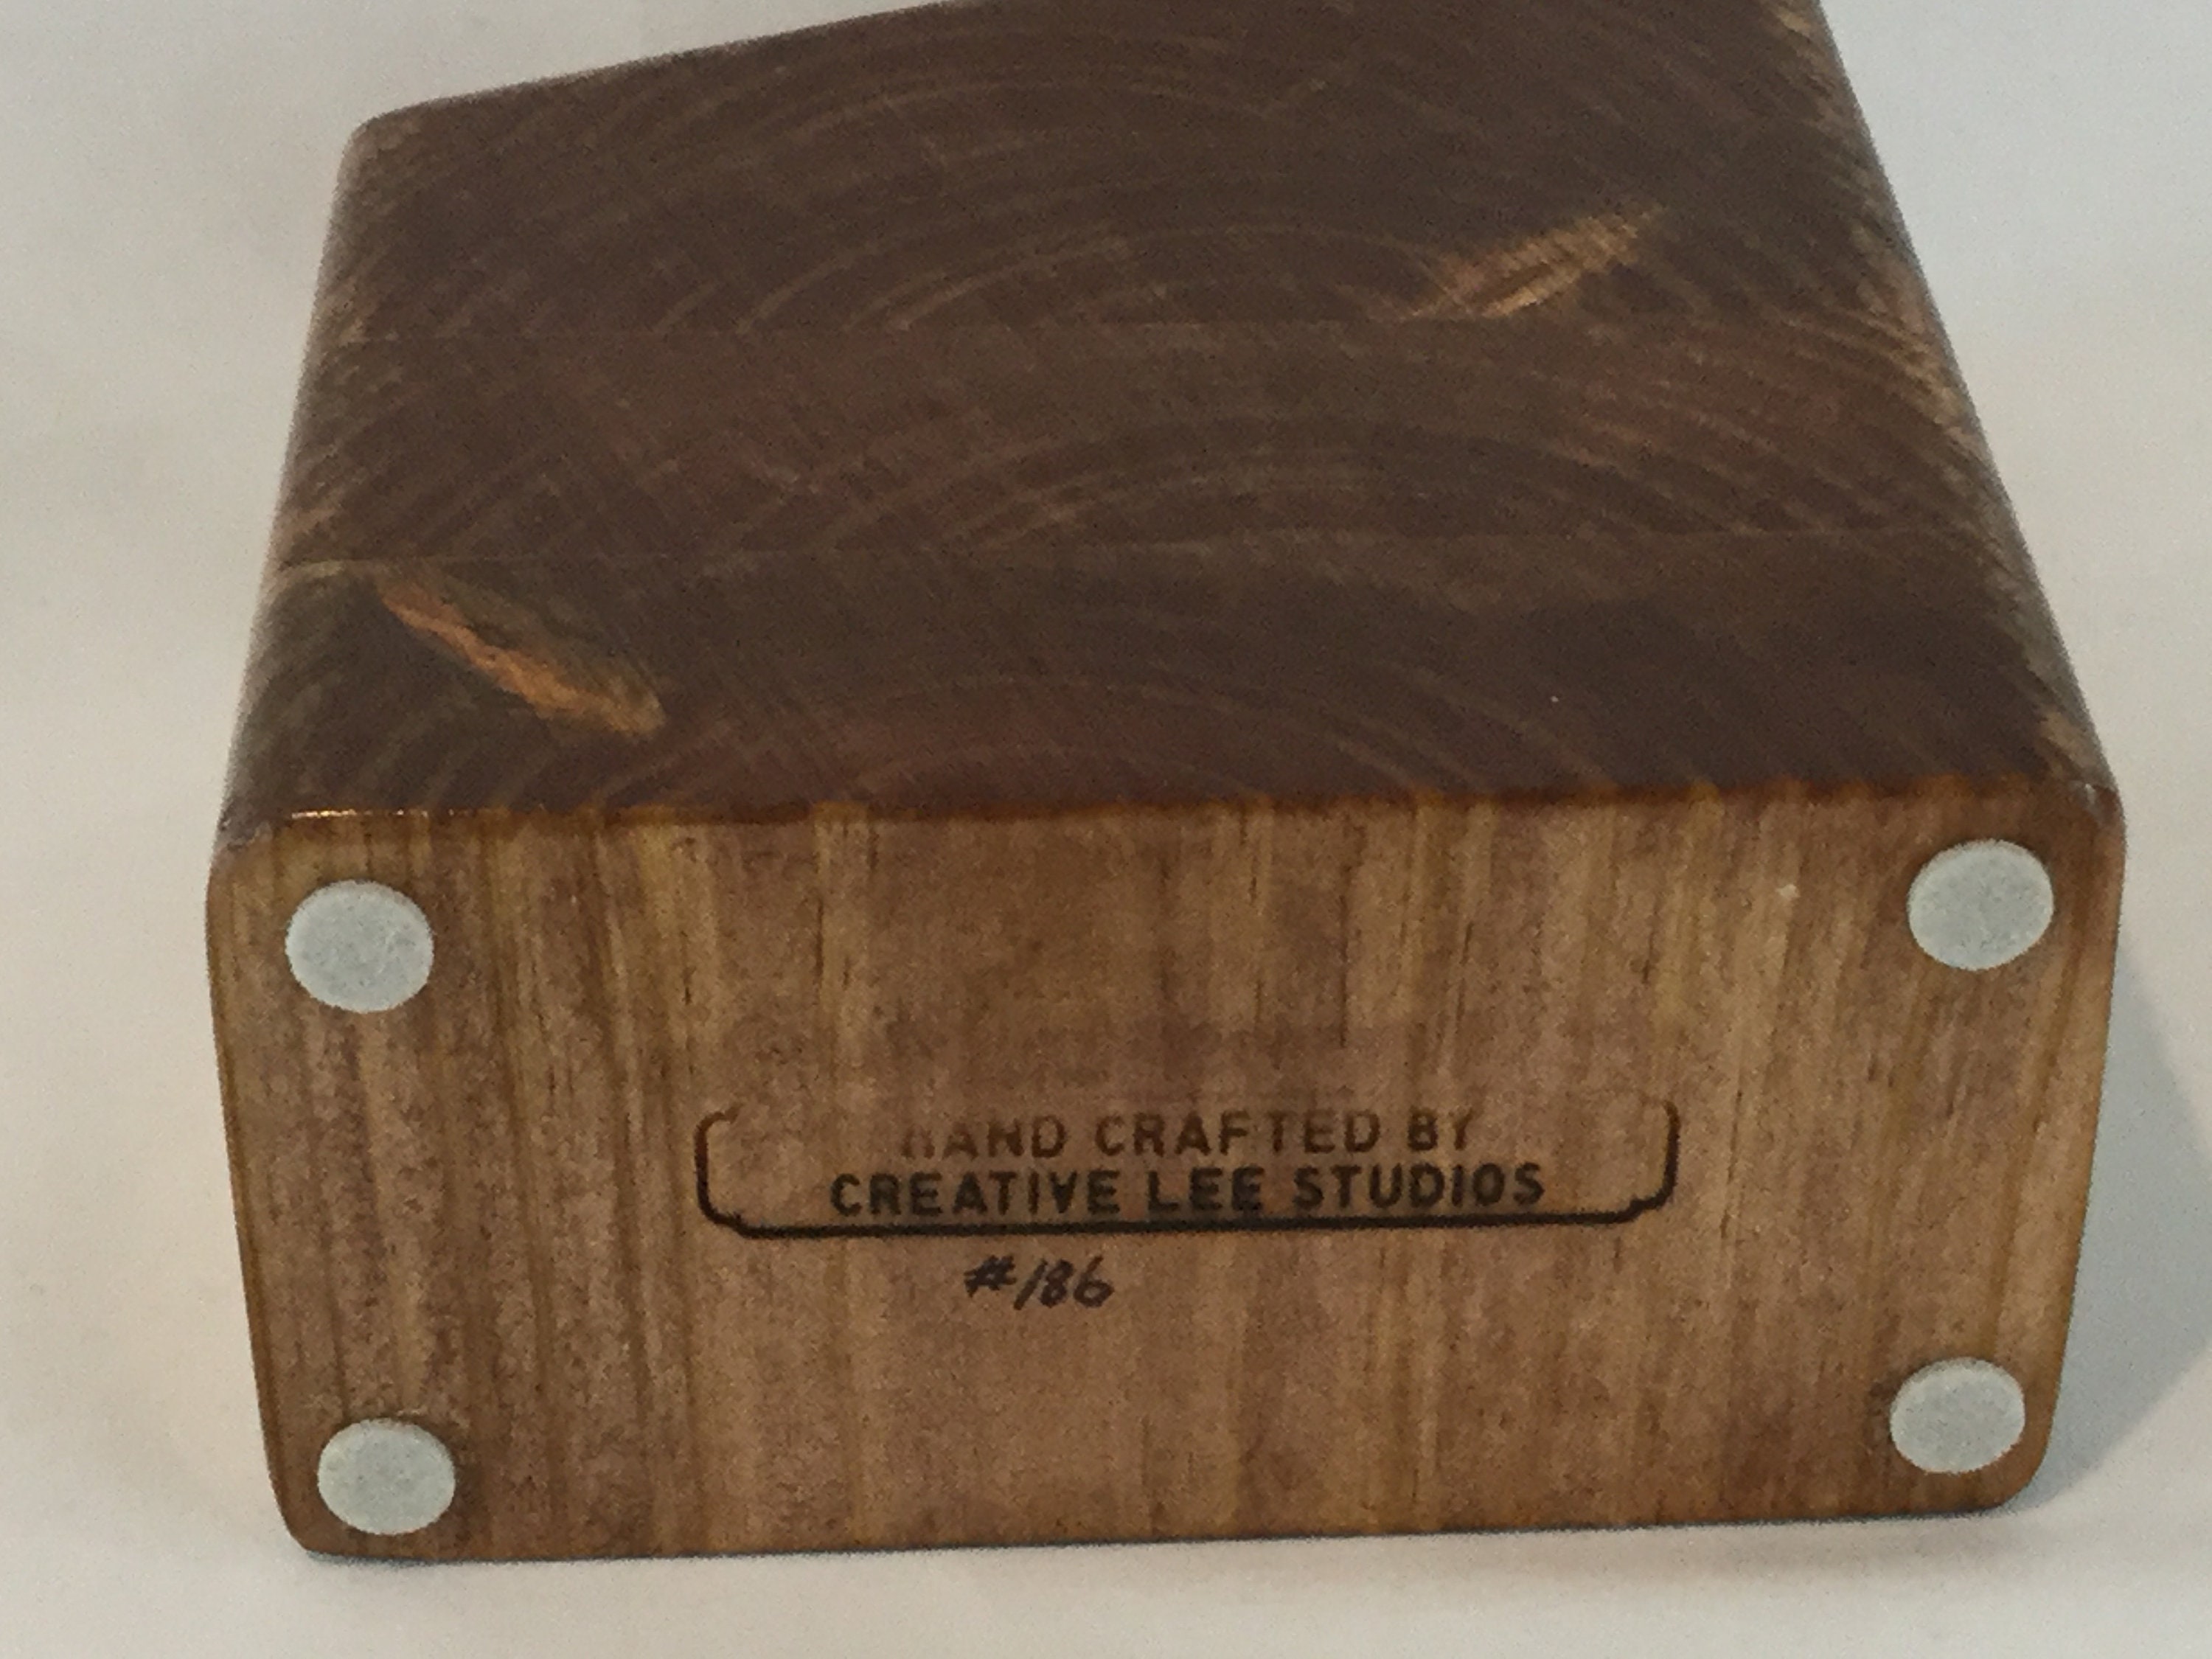 HAND CRAFTED BY
CREATIVE LEE STUDIOS
#186